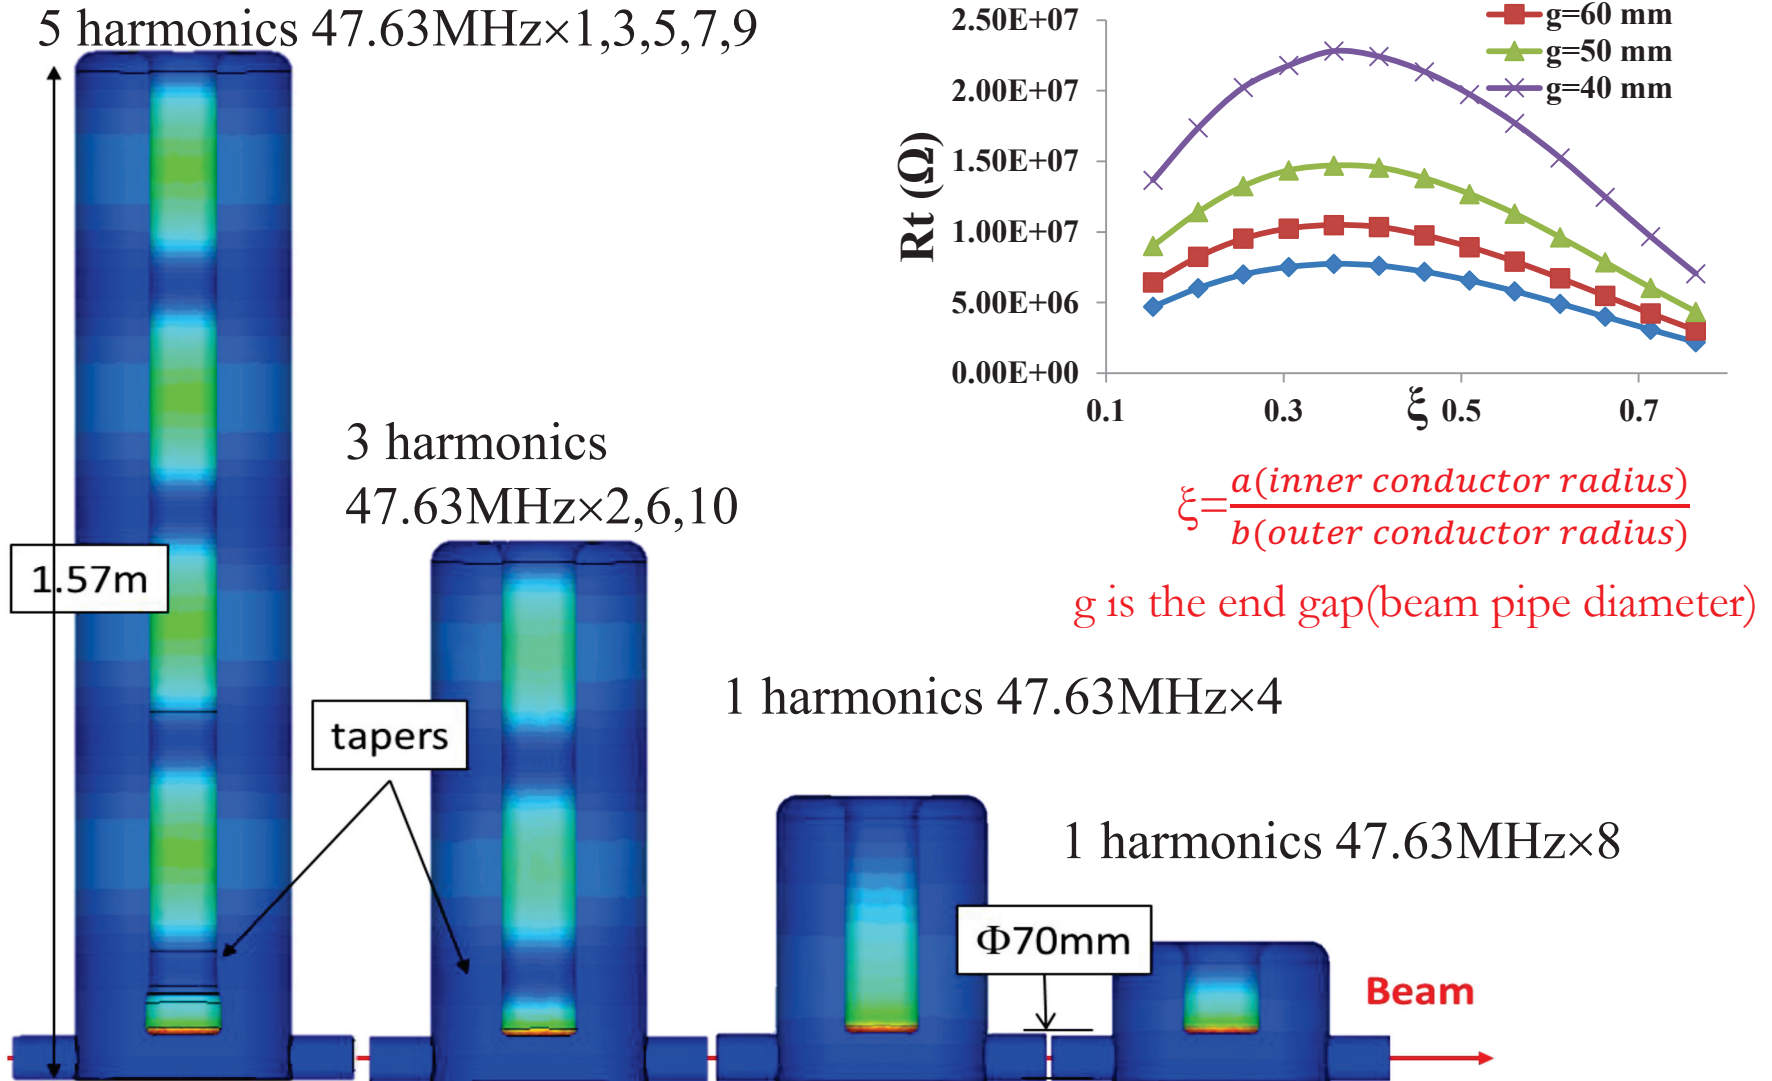 5 harmonics 47.63MHz×1,3,5,7,9
1.57m
3 harmonics
47.63MHz×2,6,10
tapers
1 harmonics 47.63MHz×4
1 harmonics 47.63MHz×8
Φ70mm
Beam
Rt (Ω)
2.50E+07
2.00E+07
1.50E+07
1.00E+07
5.00E+06
0.00E+00
0.1 0.3 ξ 0.5 0.7
g=60 mm
g=50 mm
g=40 mm
ξ=a(inner conductor radius)
b(outer conductor radius)
g is the end gap(beam pipe diameter)